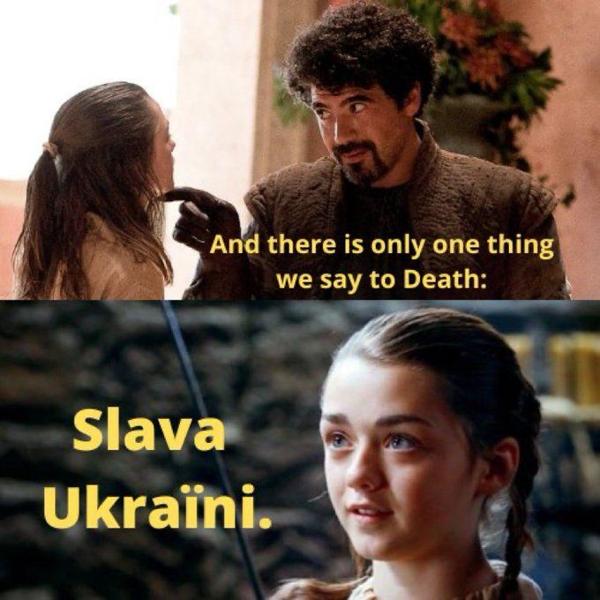 And there is only one thing
we say to Death:
Slava
Ukraïni.